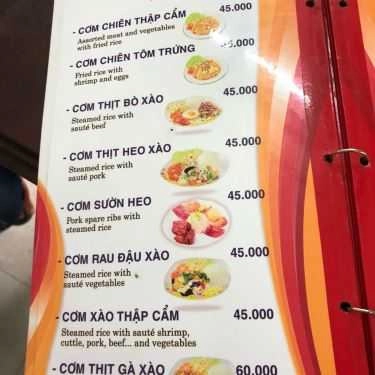 - CƠM CHIÊN THẬP CẨM 45.000
Assorted meat and vegetables
with fried rice
- CƠM CHIÊN TÔM TRỨNG 45.000
Fried rice with
shrimp and eggs
- CƠM THỊT BÒ XÀO 45.000
Steamed rice with
sauté beef
- CƠM THỊT HEO XÀO 45.000
Steamed rice with
sauté pork
- CƠM SƯỜN HEO 45.000
Pork spare ribs with
steamed rice
- CƠM RAU ĐẬU XÀO 45.000
Steamed rice with
sauté vegetables
- CƠM XÀO THẬP CẨM 45.000
Steamed rice with sauté shrimp,
cuttle, pork, beef... and vegetables
- CƠM THỊT GÀ XÀO 60.000